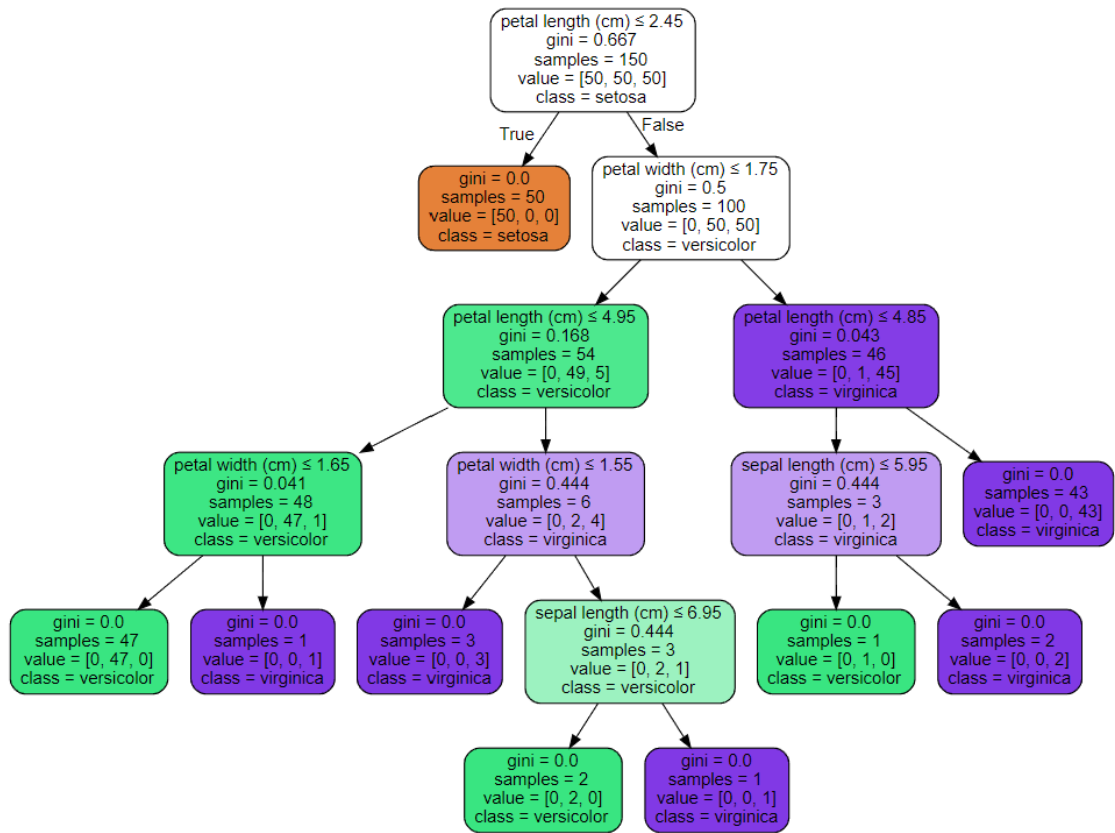 petal length (cm) ≤ 2.45
gini = 0.667
samples = 150
value = [50, 50, 50]
class = setosa
True
False
gini = 0.0
samples = 50
value = [50, 0, 0]
class = setosa
petal width (cm) ≤ 1.75
gini = 0.5
samples = 100
value = [0, 50, 50]
class = versicolor
petal length (cm) ≤ 4.95
gini = 0.168
samples = 54
value = [0, 49, 5]
class = versicolor
petal length (cm) ≤ 4.85
gini = 0.043
samples = 46
value = [0, 1, 45]
class = virginica
petal width (cm) ≤ 1.65
gini = 0.041
samples = 48
value = [0, 47, 1]
class = versicolor
petal width (cm) ≤ 1.55
gini = 0.444
samples = 6
value = [0, 2, 4]
class = virginica
sepal length (cm) ≤ 5.95
gini = 0.444
samples = 3
value = [0, 1, 2]
class = virginica
gini = 0.0
samples = 43
value = [0, 0, 43]
class = virginica
gini = 0.0
samples = 47
value = [0, 47, 0]
class = versicolor
gini = 0.0
samples = 1
value = [0, 0, 1]
class = virginica
gini = 0.0
samples = 3
value = [0, 0, 3]
class = virginica
sepal length (cm) ≤ 6.95
gini = 0.444
samples = 3
value = [0, 2, 1]
class = versicolor
gini = 0.0
samples = 1
value = [0, 1, 0]
class = versicolor
gini = 0.0
samples = 2
value = [0, 0, 2]
class = virginica
gini = 0.0
samples = 2
value = [0, 2, 0]
class = versicolor
gini = 0.0
samples = 1
value = [0, 0, 1]
class = virginica